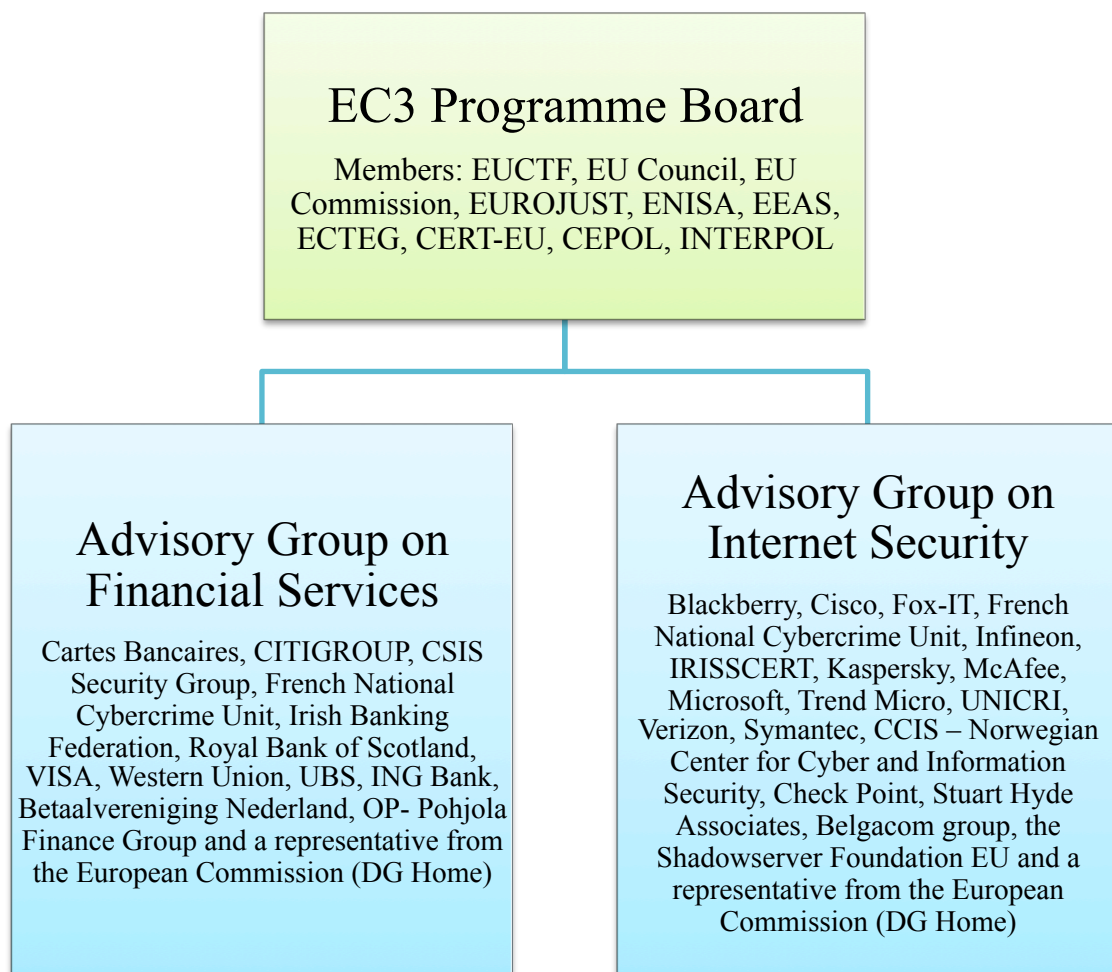 EC3 Programme Board
Members: EUCTF, EU Council, EU
Commission, EUROJUST, ENISA, EEAS,
ECTEG, CERT-EU, CEPOL, INTERPOL
Advisory Group on
Financial Services
Cartes Bancaires, CITIGROUP, CSIS
Security Group, French National
Cybercrime Unit, Irish Banking
Federation, Royal Bank of Scotland,
VISA, Western Union, UBS, ING Bank,
Betaalvereniging Nederland, OP- Pohjola
Finance Group and a representative from
the European Commission (DG Home)
Advisory Group on
Internet Security
Blackberry, Cisco, Fox-IT, French
National Cybercrime Unit, Infineon,
IRISSCERT, Kaspersky, McAfee,
Microsoft, Trend Micro, UNICRI,
Verizon, Symantec, CCIS – Norwegian
Center for Cyber and Information
Security, Check Point, Stuart Hyde
Associates, Belgacom group, the
Shadowserver Foundation EU and a
representative from the European
Commission (DG Home)